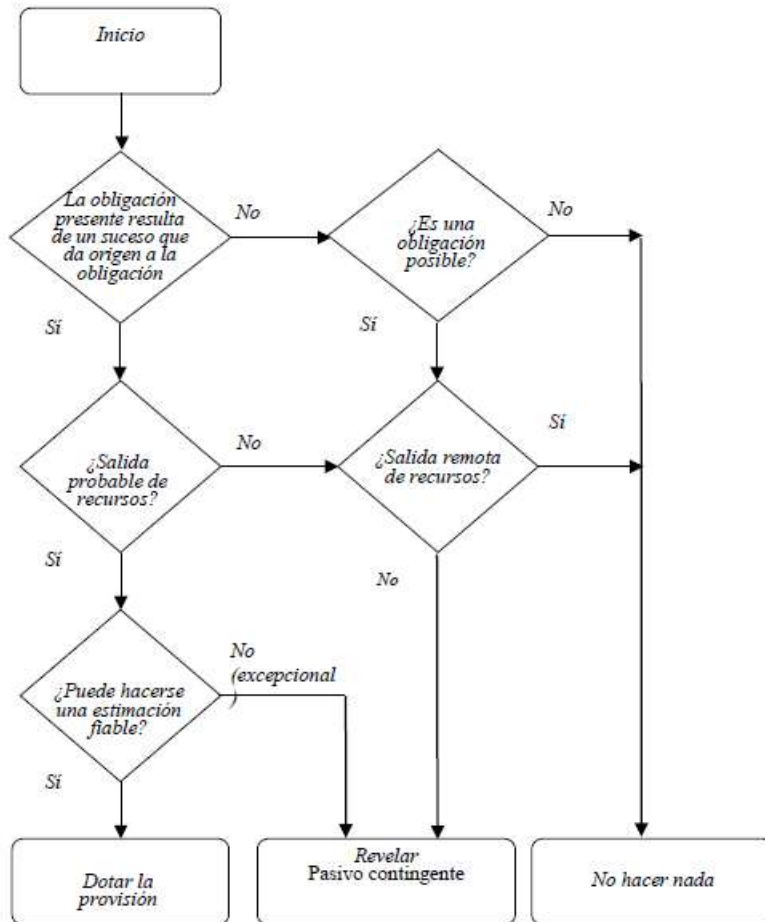 Inicio
La obligación
presente resulta
de un suceso que
da origen a la
obligación
No
¿Es una
obligación
posible?
No
Sí
Sí
¿Salida
probable de
recursos?
No
¿Salida remota
de recursos?
Sí
Sí
No
¿Puede hacerse
una estimación
fiable?
No
(excepcional
)
Sí
Dotar la
provisión
Revelar
Pasivo contingente
No hacer nada